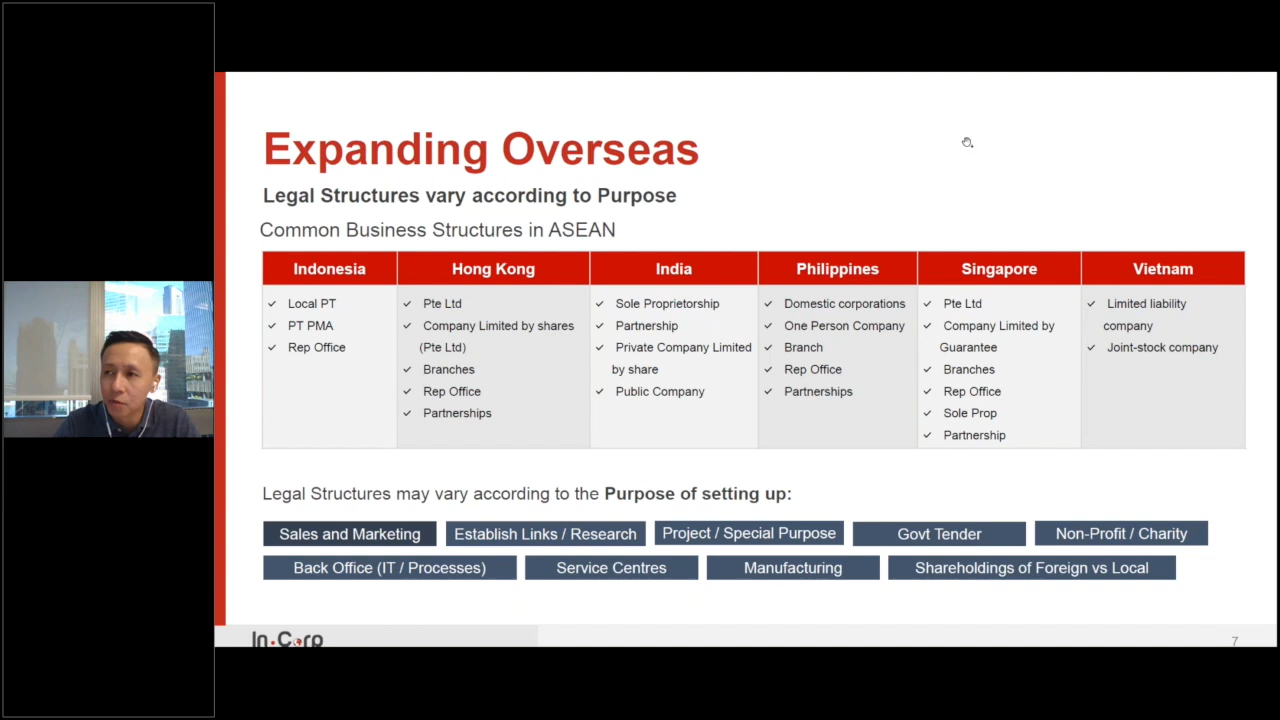 Expanding Overseas
Legal Structures vary according to Purpose
Common Business Structures in ASEAN
Indonesia
Local PT
PT PMA
Rep Office
Hong Kong
Pte Ltd
Company Limited by shares
(Pte Ltd)
Branches
Rep Office
Partnerships
India
Sole Proprietorship
Partnership
Private Company Limited
by share
Public Company
Philippines
Domestic corporations
One Person Company
Branch
Rep Office
Partnerships
Singapore
Pte Ltd
Company Limited by
Guarantee
Branches
Rep Office
Sole Prop
Partnership
Vietnam
Limited liability
company
Joint-stock company
Legal Structures may vary according to the Purpose of setting up:
Sales and Marketing
Establish Links / Research
Project / Special Purpose
Govt Tender
Non-Profit / Charity
Back Office (IT / Processes)
Service Centres
Manufacturing
Shareholdings of Foreign vs Local
In.Corp
7